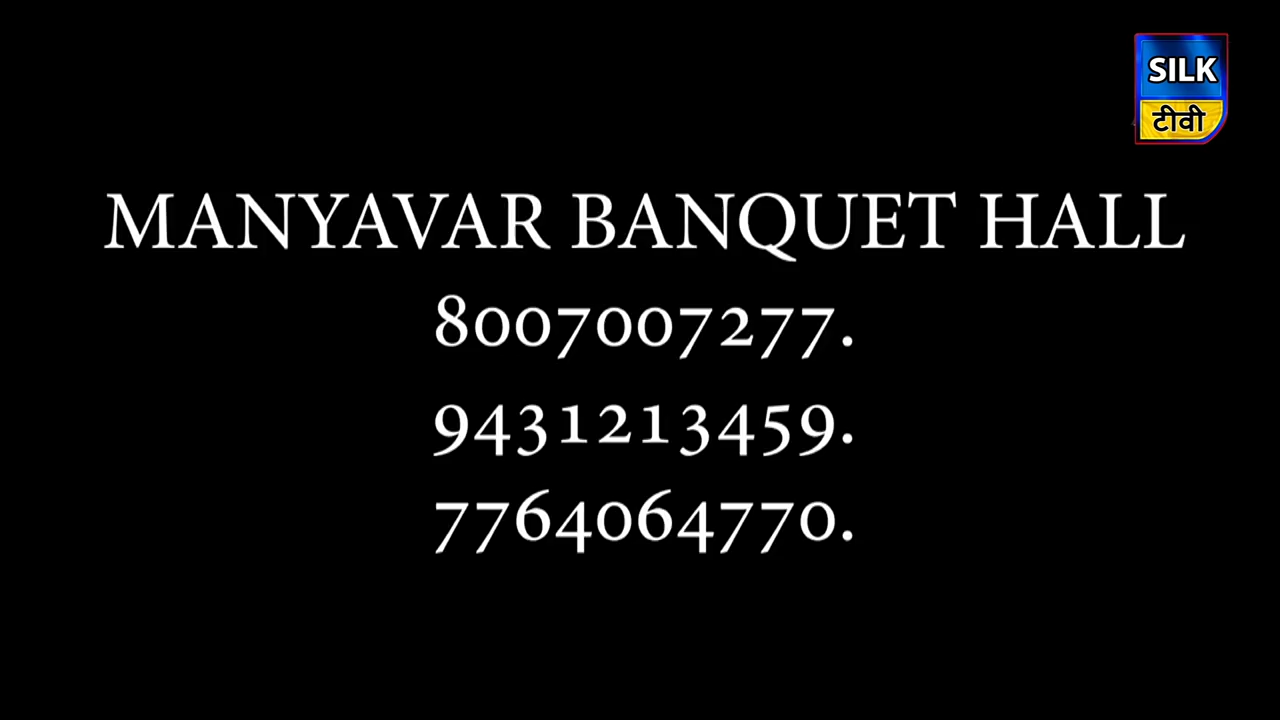 SILK
टीवी
MANYAVAR BANQUET HALL
8007007277.
9431213459.
7764064770.